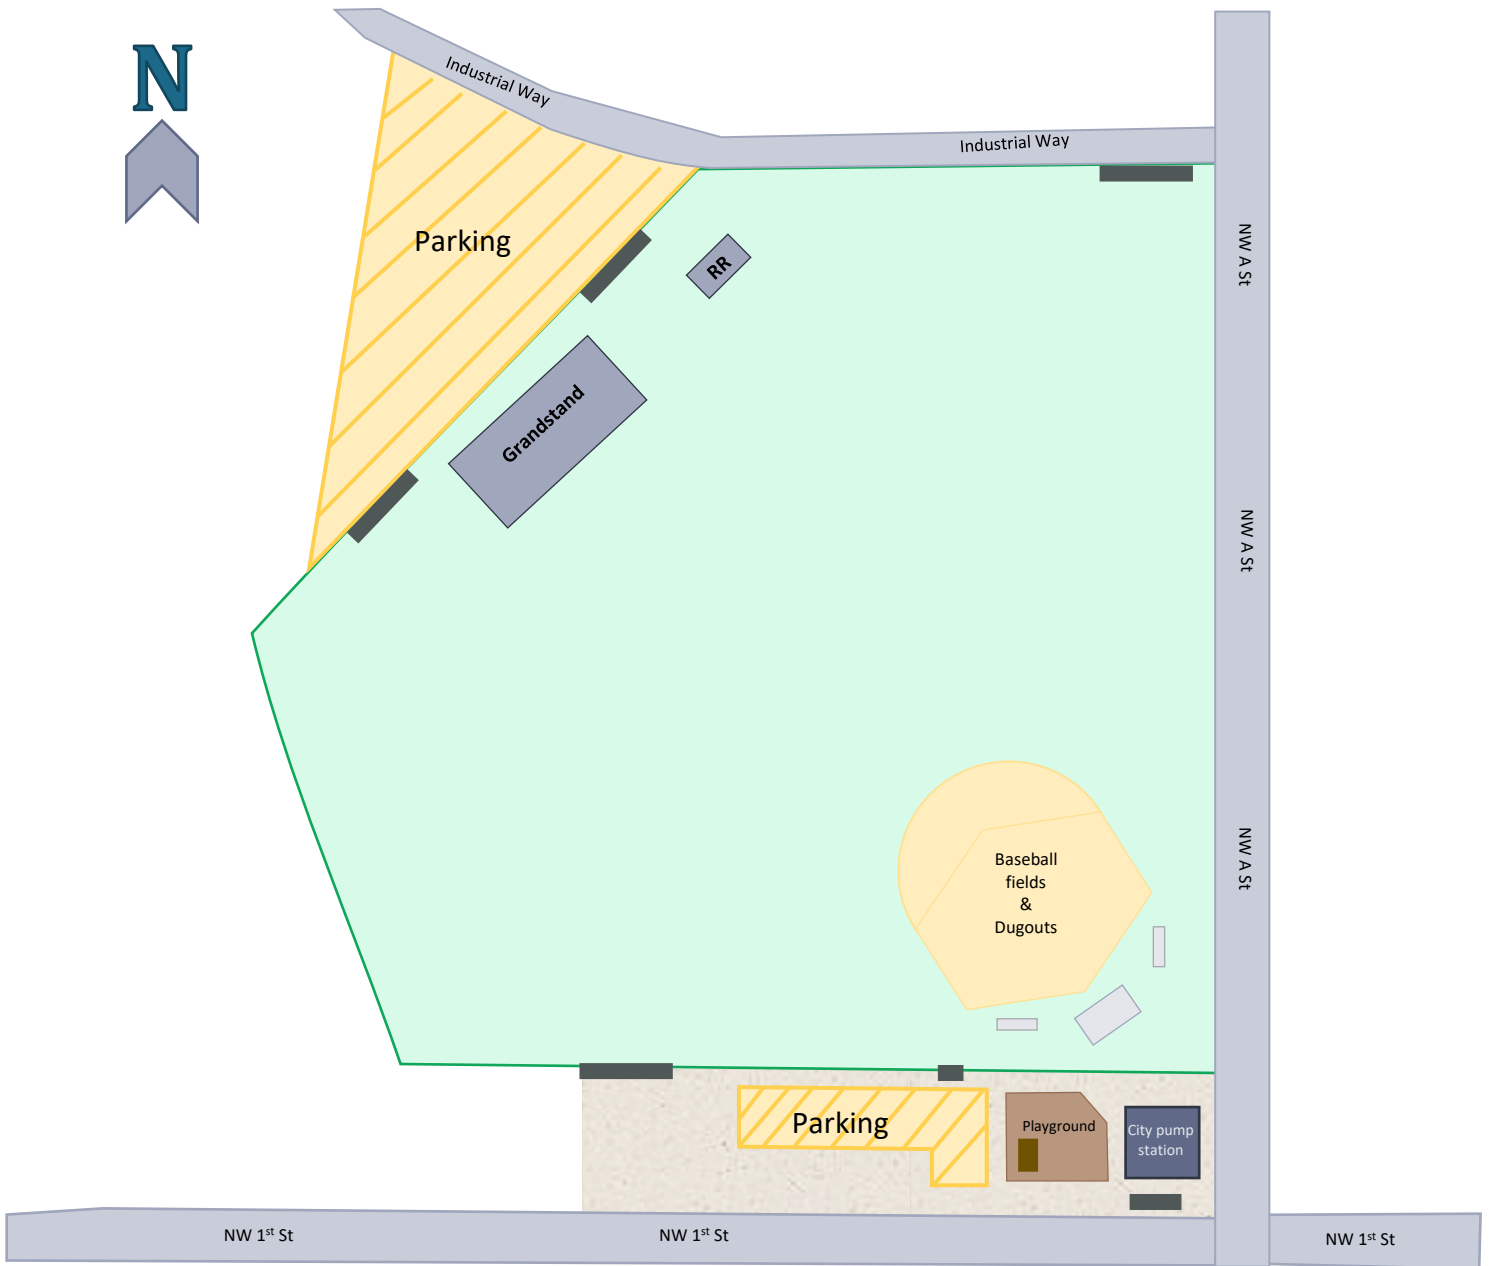 N
Industrial Way
Industrial Way
Parking
NW A St
RR
Grandstand
NW A St
NW A St
Baseball
fields
&
Dugouts
Parking
Playground
City pump
station
NW 1st St
NW 1st St
NW 1st St